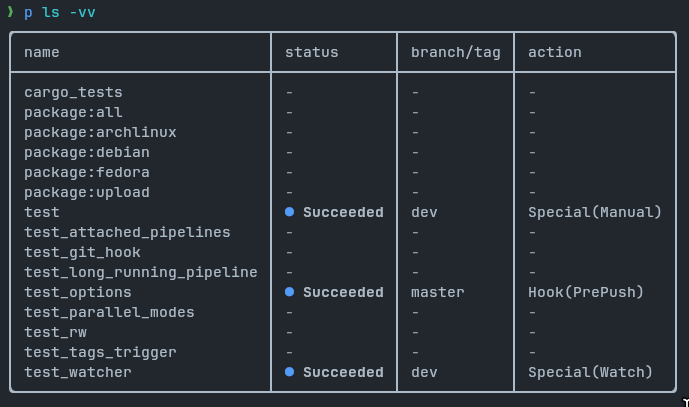 ❯ p ls -vv
name status branch/tag action
cargo_tests - - -
package:all - - -
package:archlinux - - -
package:debian - - -
package:fedora - - -
package:upload - - -
test ● Succeeded dev Special(Manual)
test_attached_pipelines - - -
test_git_hook - - -
test_long_running_pipeline - - -
test_options ● Succeeded master Hook(PrePush)
test_parallel_modes - - -
test_rw - - -
test_tags_trigger - - -
test_watcher ● Succeeded dev Special(Watch)